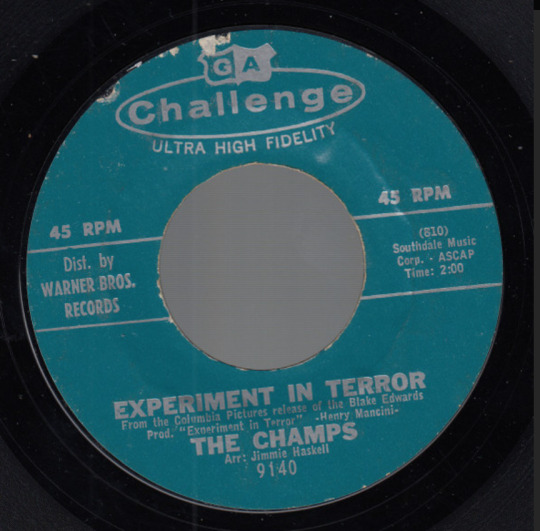 GA
Challenge
ULTRA HIGH FIDELITY
45 RPM
45 RPM
Dist. by
WARNER BROS.
RECORDS
(810)
Southdale Music
Corp. - ASCAP
Time: 2:00
EXPERIMENT IN TERROR
From the Columbia Pictures release of the Blake Edwards
Prod. "Experiment in Terror" -Henry Mancini-
THE CHAMPS
Arr: Jimmie Haskell
9140